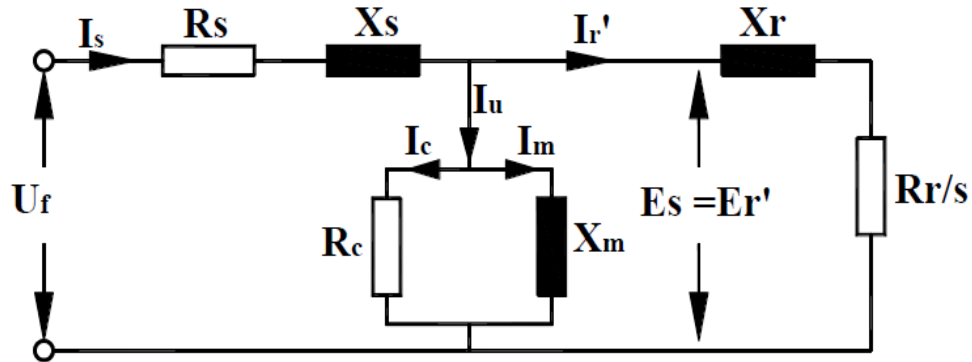 Is Rs Xs Ir' Xr
Iu
Ic Im
Uf Rc Xm Es =Er' Rr/s